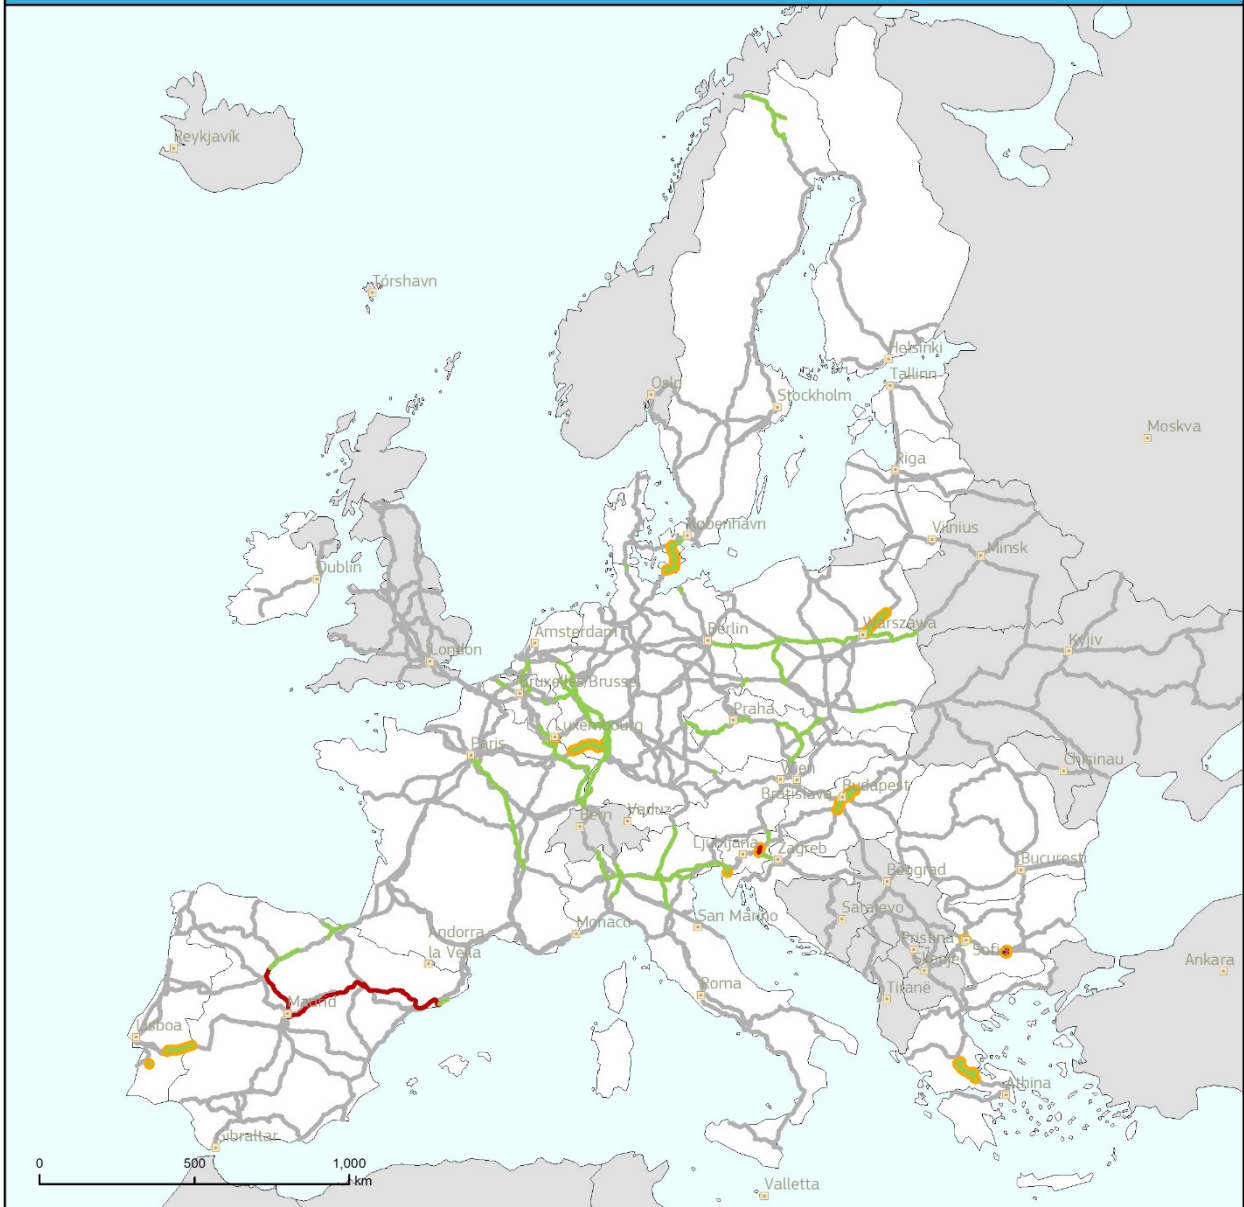 Reykjavík
Tórshavn
Helsinki
Tallinn
Oslo
Stockholm
Moskva
Riga
København
Vilnius
Minsk
Dublin
Warszawa
Berlin
Amsterdam
Kyjiv
London
Bruxelles/Brussel
Praha
Luxembourg
Paris
Chisinau
Wien
Bratislava
Budapest
Bern
Vaduz
Ljubljana
Zagreb
Bucuresti
Beograd
Sarajevo
San Marino
Monaco
Andorra
la Vella
Pristina
Sofia
Skopje
Ankara
Roma
Tirane
Madrid
Lisboa
Athina
Gibraltar
0 500 1,000
km
Valletta